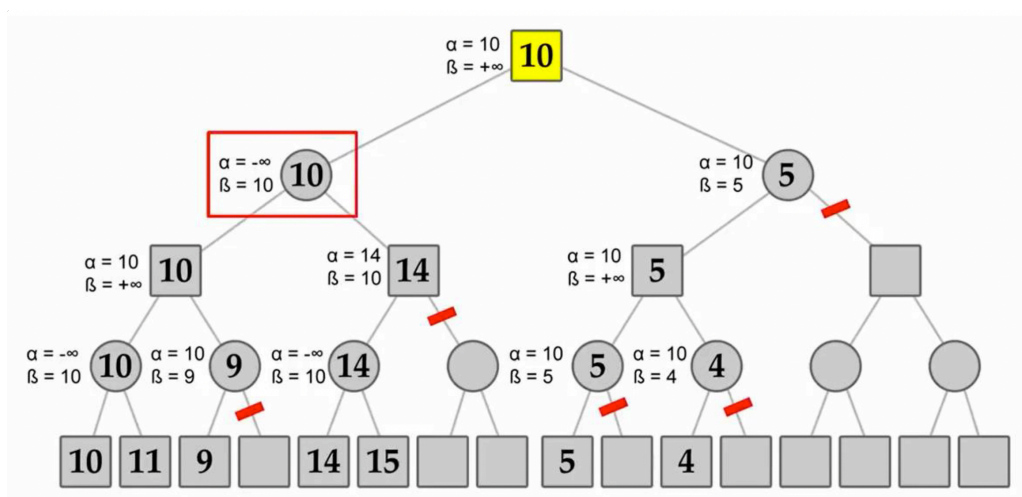 α = 10
ß = +∞
10
α = -∞
ß = 10
10
α = 10
ß = 5
5
α = 10
ß = +∞
10
α = 14
ß = 10
14
α = 10
ß = +∞
5
α = -∞
ß = 10
10
α = 10
ß = 9
9
α = -∞
ß = 10
14
α = 10
ß = 5
5
α = 10
ß = 4
4
10 11 9 14 15 5 4